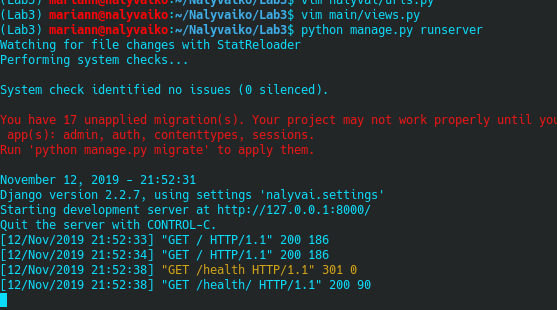 (Lab3) mariann@nalyvaiko:~/Nalyvaiko/Lab3$ vim nalyvai/urls.py
(Lab3) mariann@nalyvaiko:~/Nalyvaiko/Lab3$ vim main/views.py
(Lab3) mariann@nalyvaiko:~/Nalyvaiko/Lab3$ python manage.py runserver
Watching for file changes with StatReloader
Performing system checks...
System check identified no issues (0 silenced).
You have 17 unapplied migration(s). Your project may not work properly until you
app(s): admin, auth, contenttypes, sessions.
Run 'python manage.py migrate' to apply them.
November 12, 2019 - 21:52:31
Django version 2.2.7, using settings 'nalyvai.settings'
Starting development server at http://127.0.0.1:8000/
Quit the server with CONTROL-C.
[12/Nov/2019 21:52:33] "GET / HTTP/1.1" 200 186
[12/Nov/2019 21:52:34] "GET / HTTP/1.1" 200 186
[12/Nov/2019 21:52:38] "GET /health HTTP/1.1" 301 0
[12/Nov/2019 21:52:38] "GET /health/ HTTP/1.1" 200 90